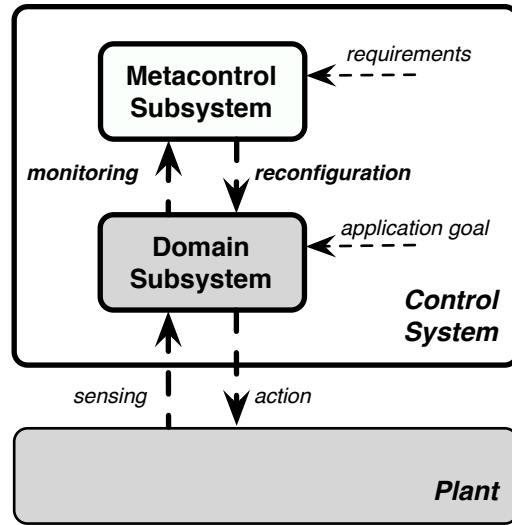 requirements
Metacontrol
Subsystem
monitoring
reconfiguration
application goal
Domain
Subsystem
Control
System
sensing
action
Plant